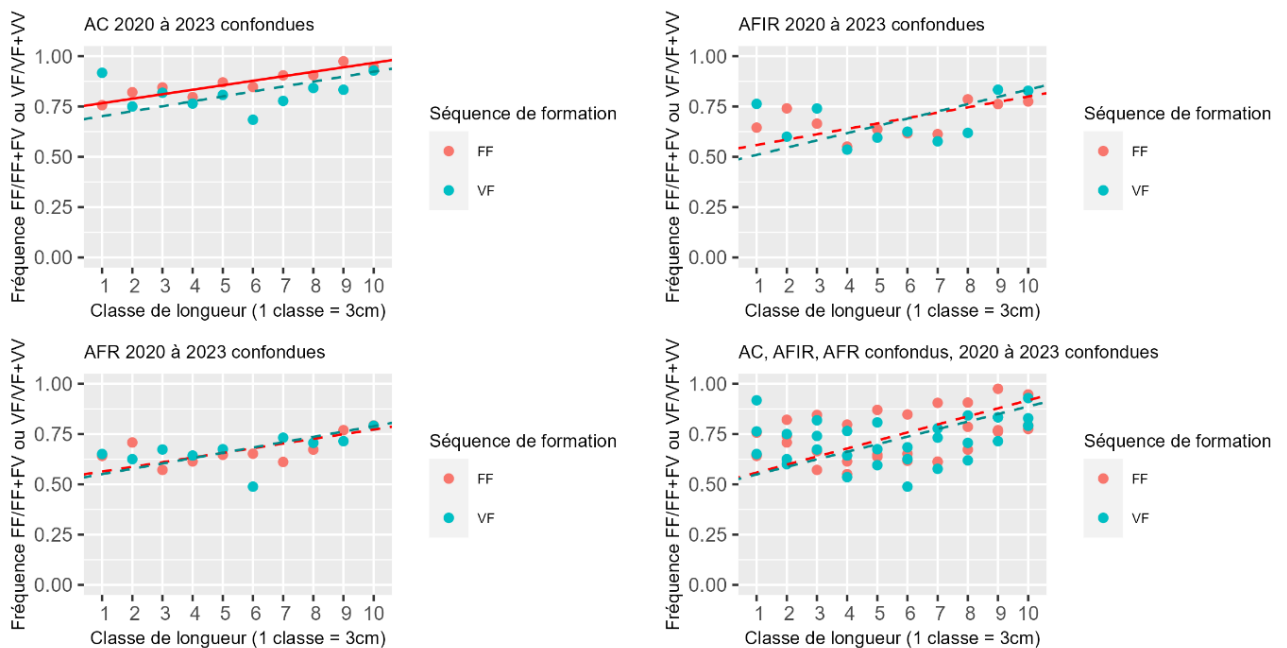 AC 2020 à 2023 confondues
Fréquence FF/FF+FV ou VF/VF+VV
1.00
0.75
0.50
0.25
0.00
1 2 3 4 5 6 7 8 9 10
Classe de longueur (1 classe = 3cm)
Séquence de formation
FF
VF
AFIR 2020 à 2023 confondues
Fréquence FF/FF+FV ou VF/VF+VV
1.00
0.75
0.50
0.25
0.00
1 2 3 4 5 6 7 8 9 10
Classe de longueur (1 classe = 3cm)
Séquence de formation
FF
VF
AFR 2020 à 2023 confondues
Fréquence FF/FF+FV ou VF/VF+VV
1.00
0.75
0.50
0.25
0.00
1 2 3 4 5 6 7 8 9 10
Classe de longueur (1 classe = 3cm)
Séquence de formation
FF
VF
AC, AFIR, AFR confondus, 2020 à 2023 confondues
Fréquence FF/FF+FV ou VF/VF+VV
1.00
0.75
0.50
0.25
0.00
1 2 3 4 5 6 7 8 9 10
Classe de longueur (1 classe = 3cm)
Séquence de formation
FF
VF